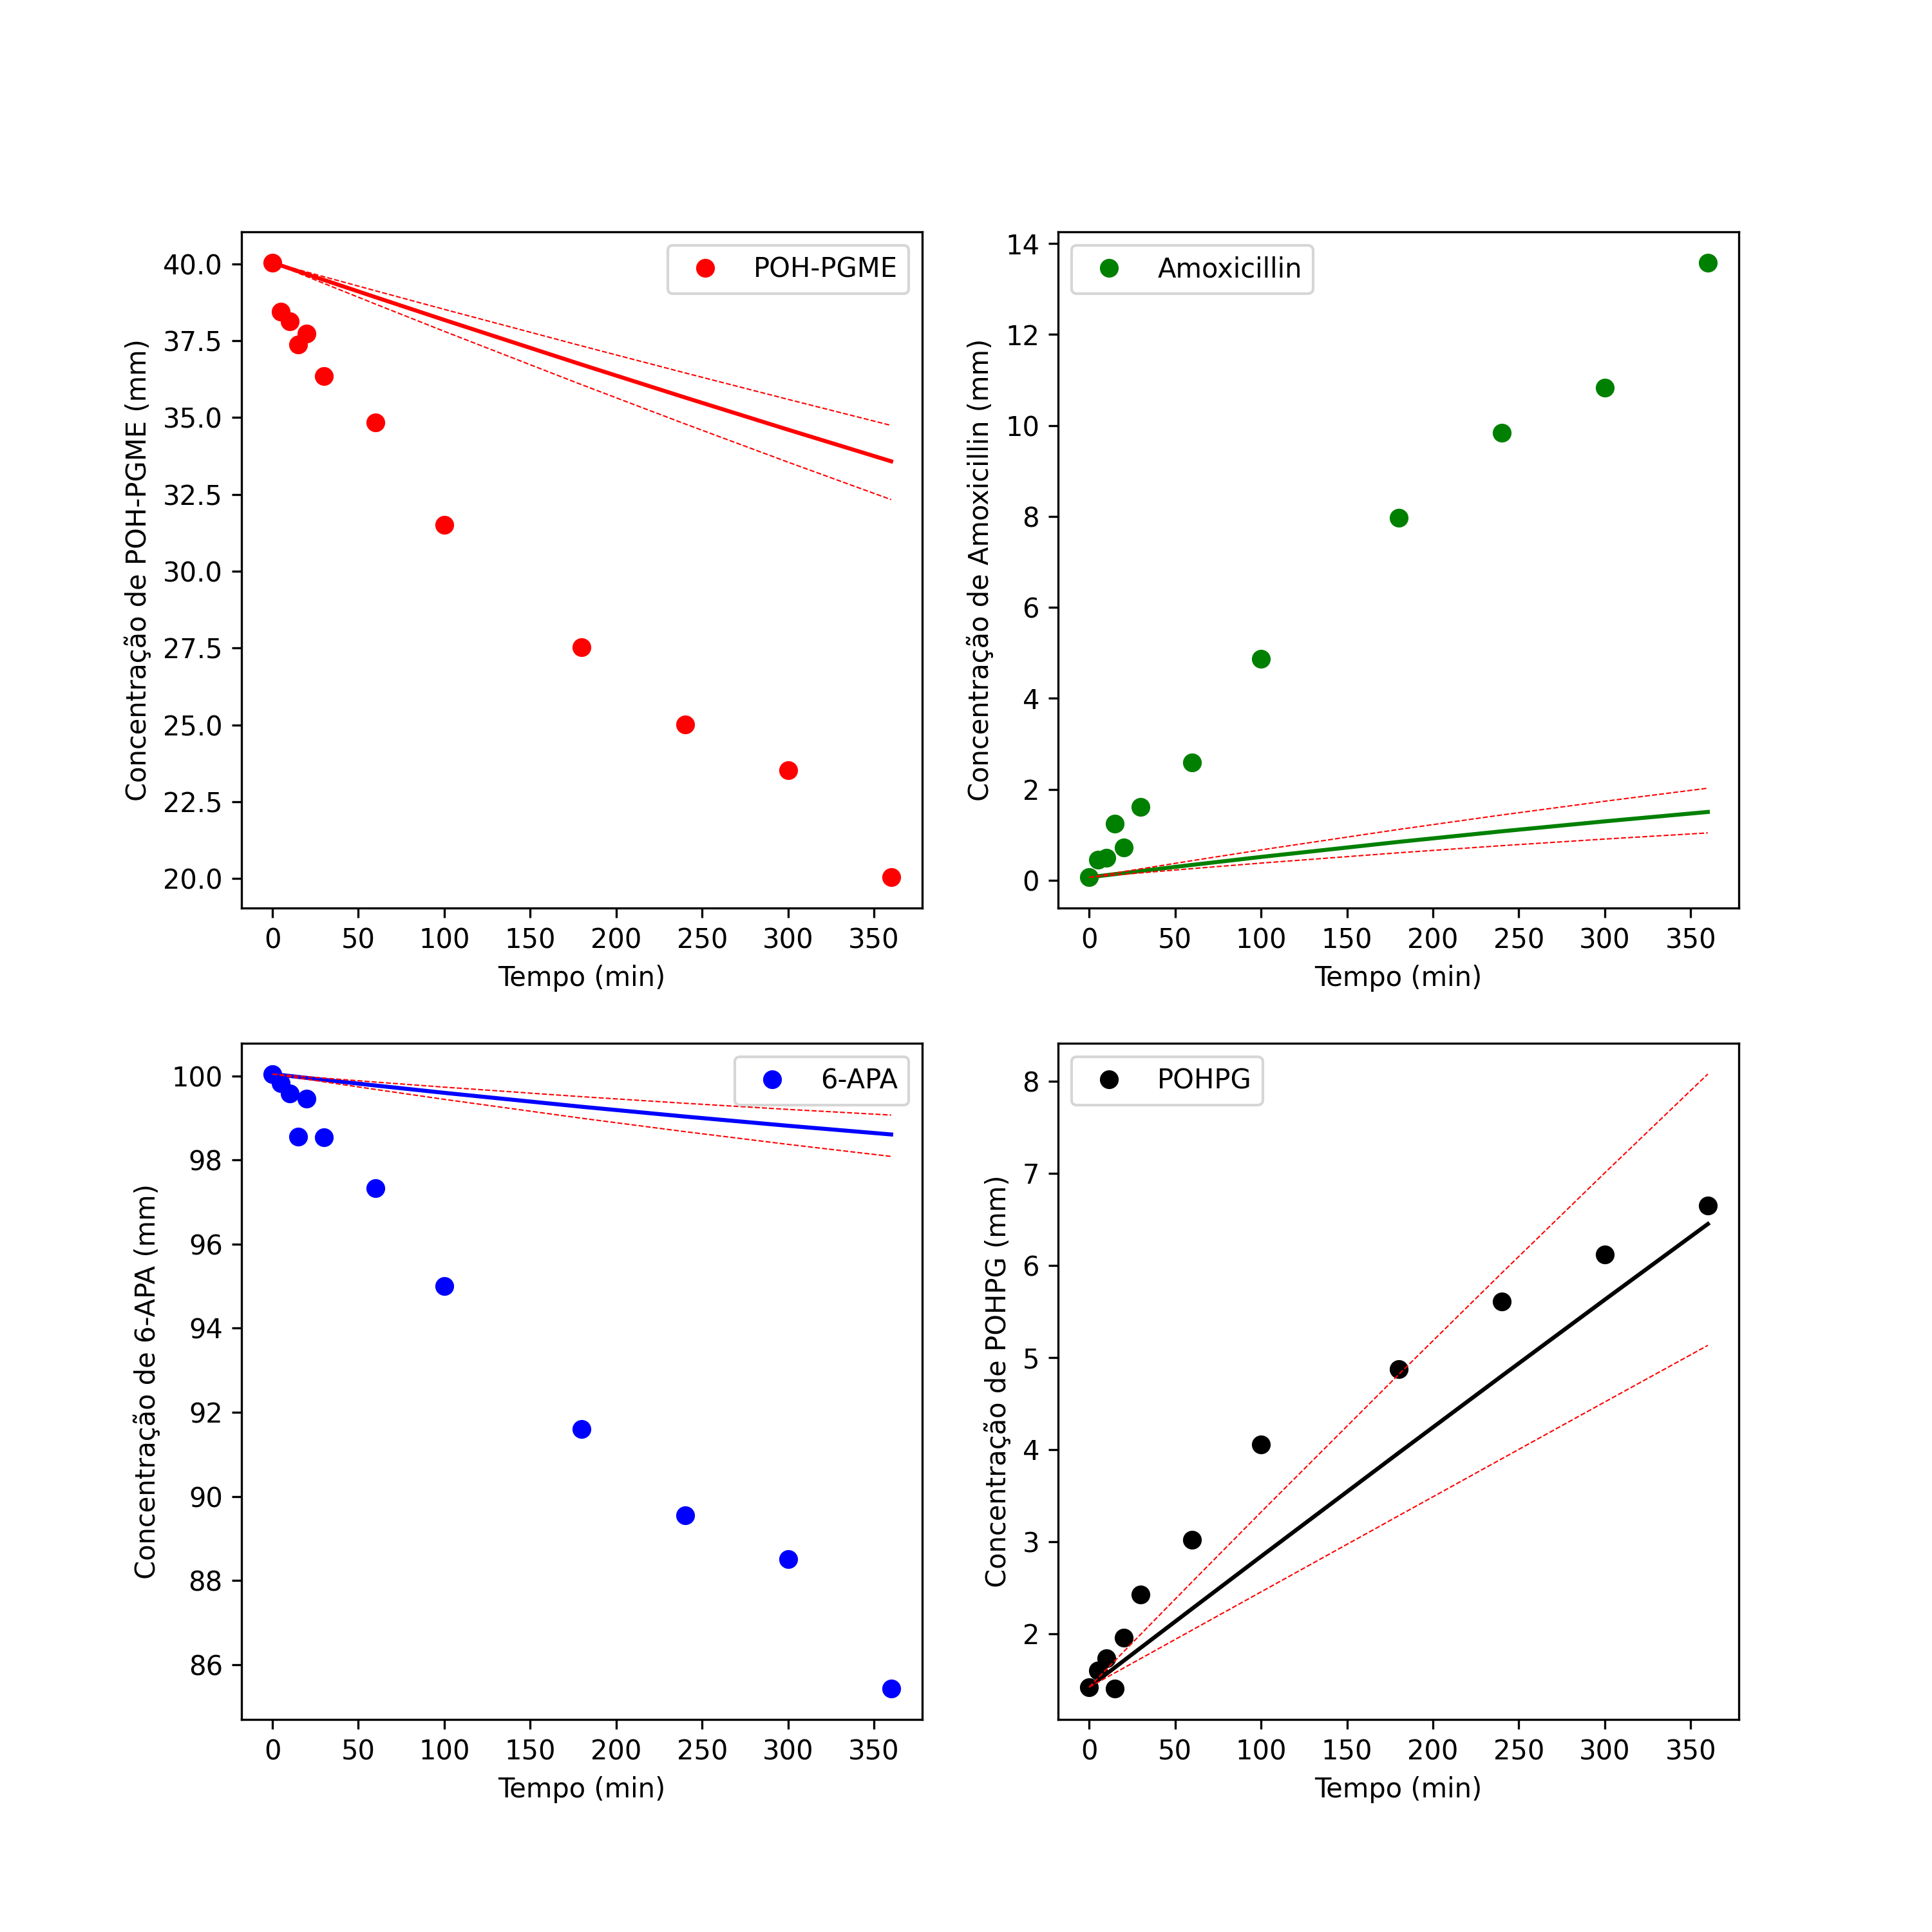 POH-PGME
Concentração de POH-PGME (mm)
40.0
37.5
35.0
32.5
30.0
27.5
25.0
22.5
20.0
0 50 100 150 200 250 300 350
Tempo (min)
Amoxicillin
Concentração de Amoxicillin (mm)
14
12
10
8
6
4
2
0
0 50 100 150 200 250 300 350
Tempo (min)
6-APA
Concentração de 6-APA (mm)
100
98
96
94
92
90
88
86
0 50 100 150 200 250 300 350
Tempo (min)
POHPG
Concentração de POHPG (mm)
8
7
6
5
4
3
2
0 50 100 150 200 250 300 350
Tempo (min)